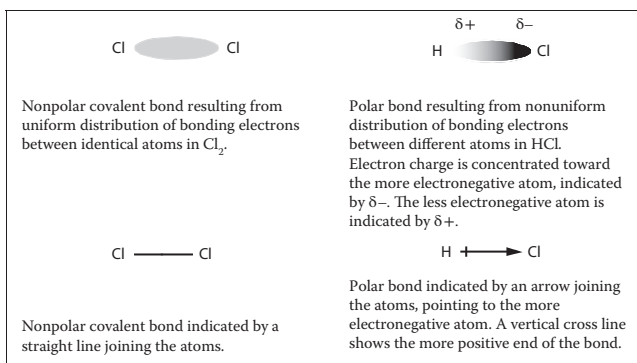 Cl Cl
Nonpolar covalent bond resulting from
uniform distribution of bonding electrons
between identical atoms in Cl₂.
δ+ δ−
H Cl
Polar bond resulting from nonuniform
distribution of bonding electrons
between different atoms in HCl.
Electron charge is concentrated toward
the more electronegative atom, indicated
by δ−. The less electronegative atom is
indicated by δ+.
Cl Cl
Nonpolar covalent bond indicated by a
straight line joining the atoms.
H Cl
Polar bond indicated by an arrow joining
the atoms, pointing to the more
electronegative atom. A vertical cross line
shows the more positive end of the bond.